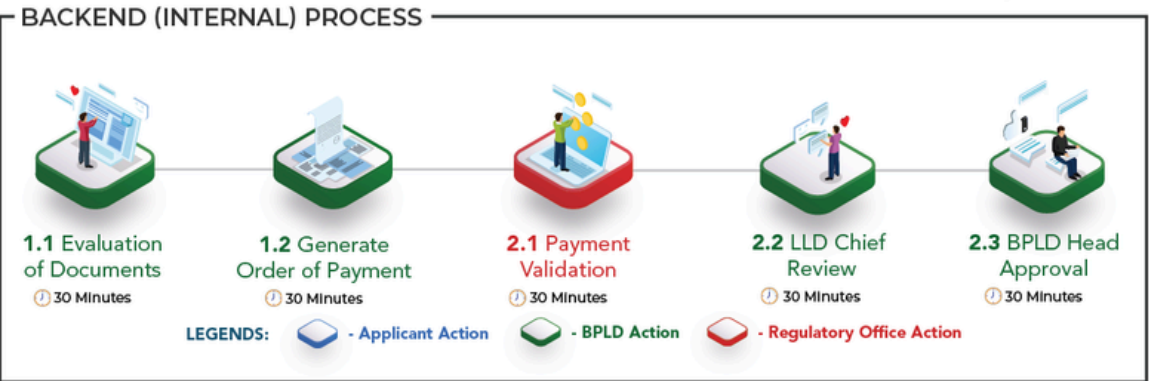 BACKEND (INTERNAL) PROCESS
1.1 Evaluation
of Documents
30 Minutes
1.2 Generate
Order of Payment
30 Minutes
2.1 Payment
Validation
30 Minutes
2.2 LLD Chief
Review
30 Minutes
2.3 BPLD Head
Approval
30 Minutes
LEGENDS:
- Applicant Action
- BPLD Action
- Regulatory Office Action